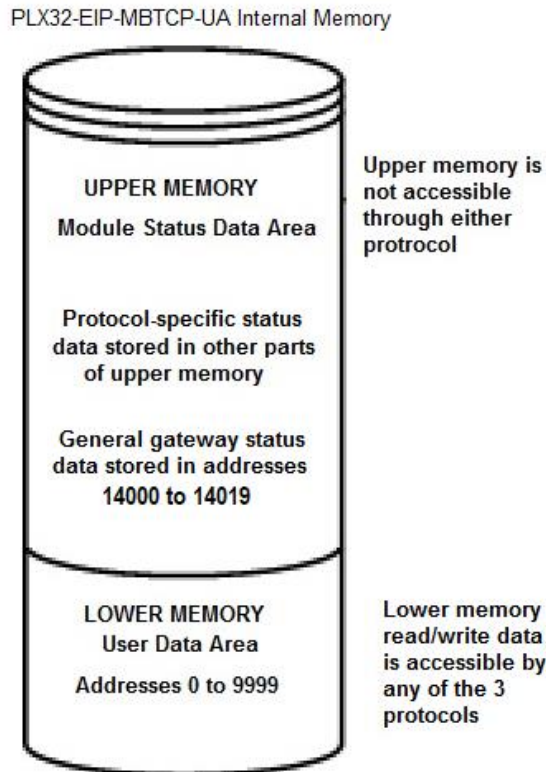 PLX32-EIP-MBTCP-UA Internal Memory
UPPER MEMORY
Module Status Data Area
Upper memory is
not accessible
through either
protrocol
Protocol-specific status
data stored in other parts
of upper memory
General gateway status
data stored in addresses
14000 to 14019
LOWER MEMORY
User Data Area
Addresses 0 to 9999
Lower memory
read/write data
is accessible by
any of the 3
protocols